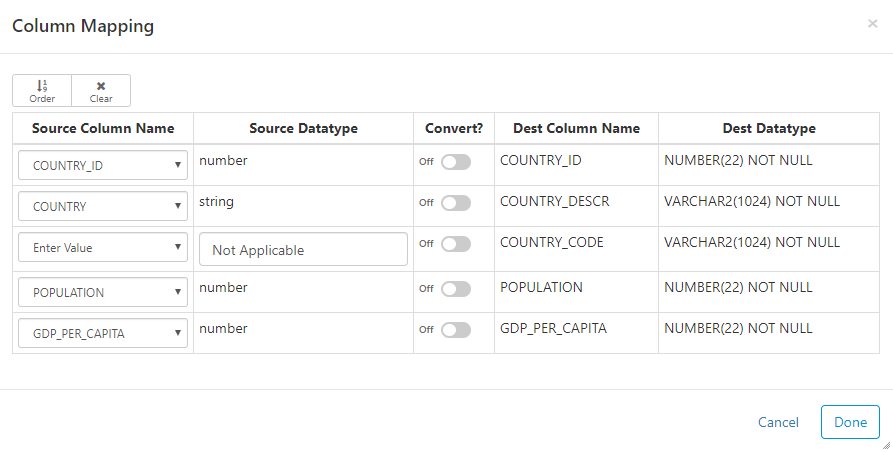 Column Mapping ×
Order Clear
Source Column Name Source Datatype Convert? Dest Column Name Dest Datatype
COUNTRY_ID number Off COUNTRY_ID NUMBER(22) NOT NULL
COUNTRY string Off COUNTRY_DESCR VARCHAR2(1024) NOT NULL
Enter Value Not Applicable Off COUNTRY_CODE VARCHAR2(1024) NOT NULL
POPULATION number Off POPULATION NUMBER(22) NOT NULL
GDP_PER_CAPITA number Off GDP_PER_CAPITA NUMBER(22) NOT NULL
Cancel Done